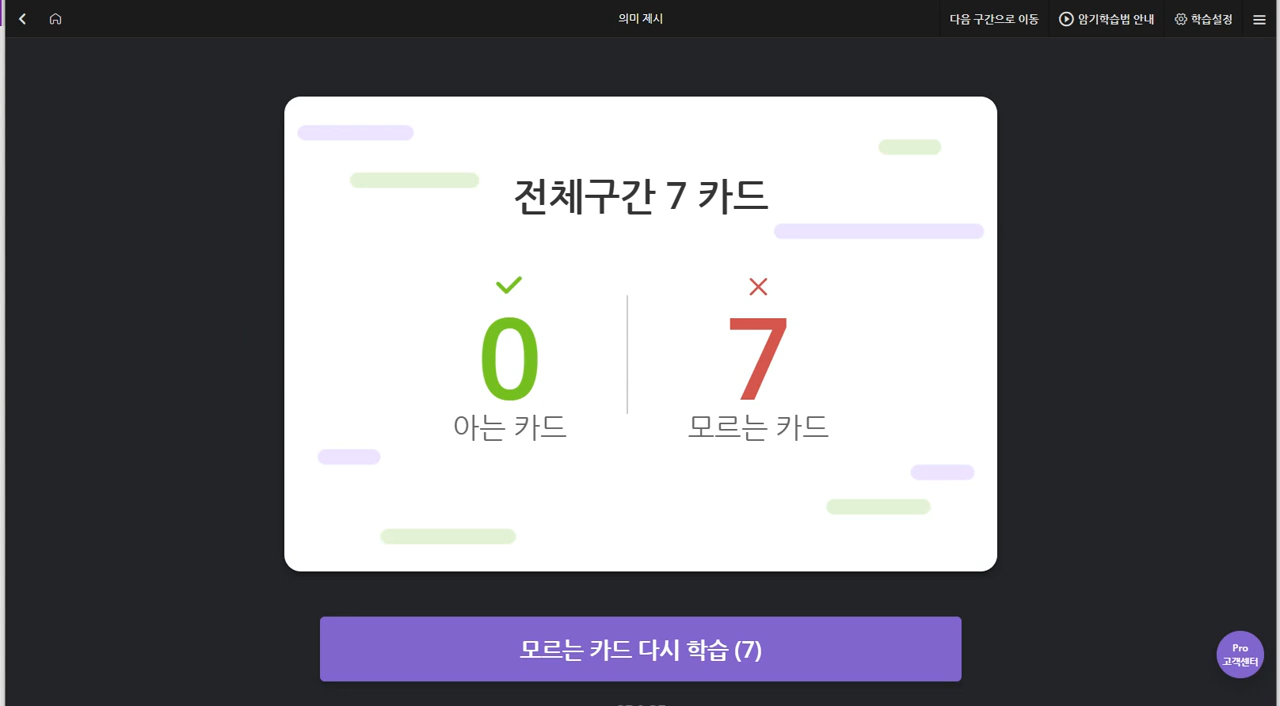 의미 제시
다음 구간으로 이동
암기학습법 안내
학습설정
전체구간 7 카드
0
7
아는 카드
모르는 카드
모르는 카드 다시 학습 (7)
Pro
고객센터